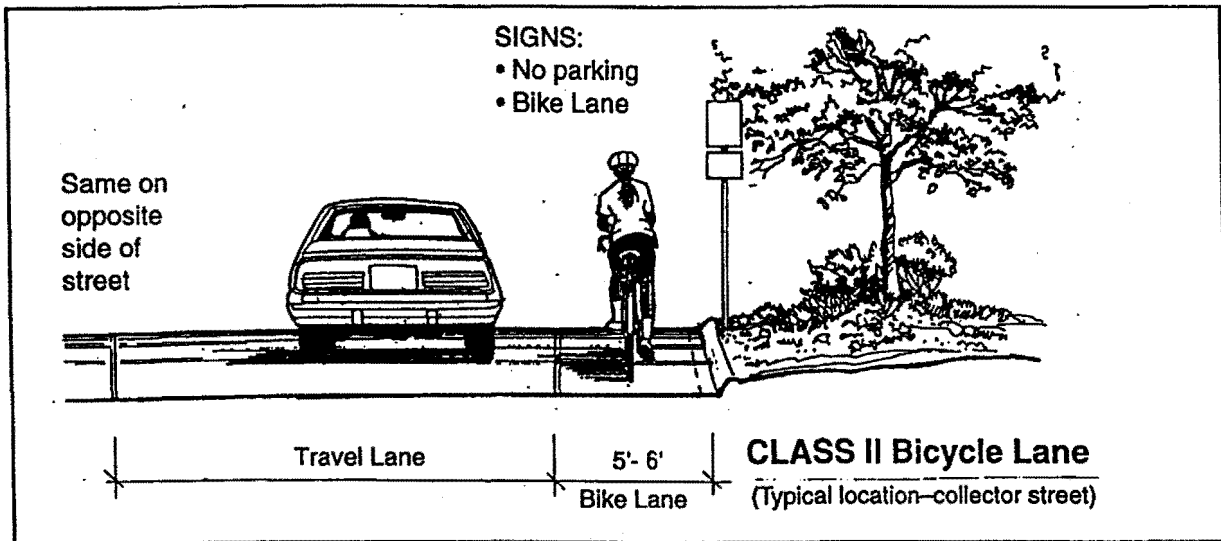 SIGNS:
• No parking
• Bike Lane
Same on
opposite
side of
street
Travel Lane
5'- 6'
Bike Lane
CLASS II Bicycle Lane
(Typical location–collector street)